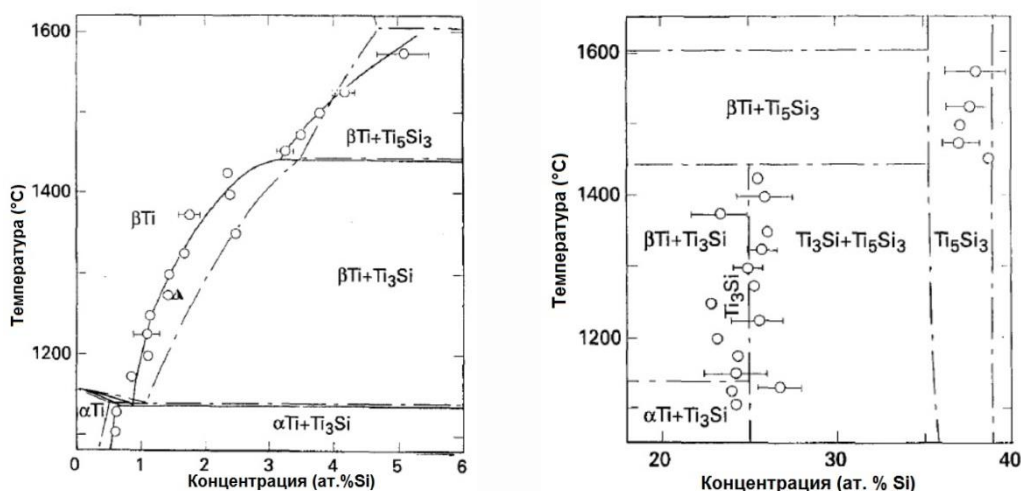 1600
1400
1200
Температура (°C)
βTi
βTi+Ti5Si3
βTi+Ti3Si
αTi
αTi+Ti3Si
0 1 2 3 4 5 6
Концентрация (ат.%Si)
1600
1400
1200
Температура (°C)
βTi+Ti5Si3
βTi+Ti3Si
Ti3Si
Ti3Si+Ti5Si3
Ti5Si3
αTi+Ti3Si
20 30 40
Концентрация (ат. % Si)